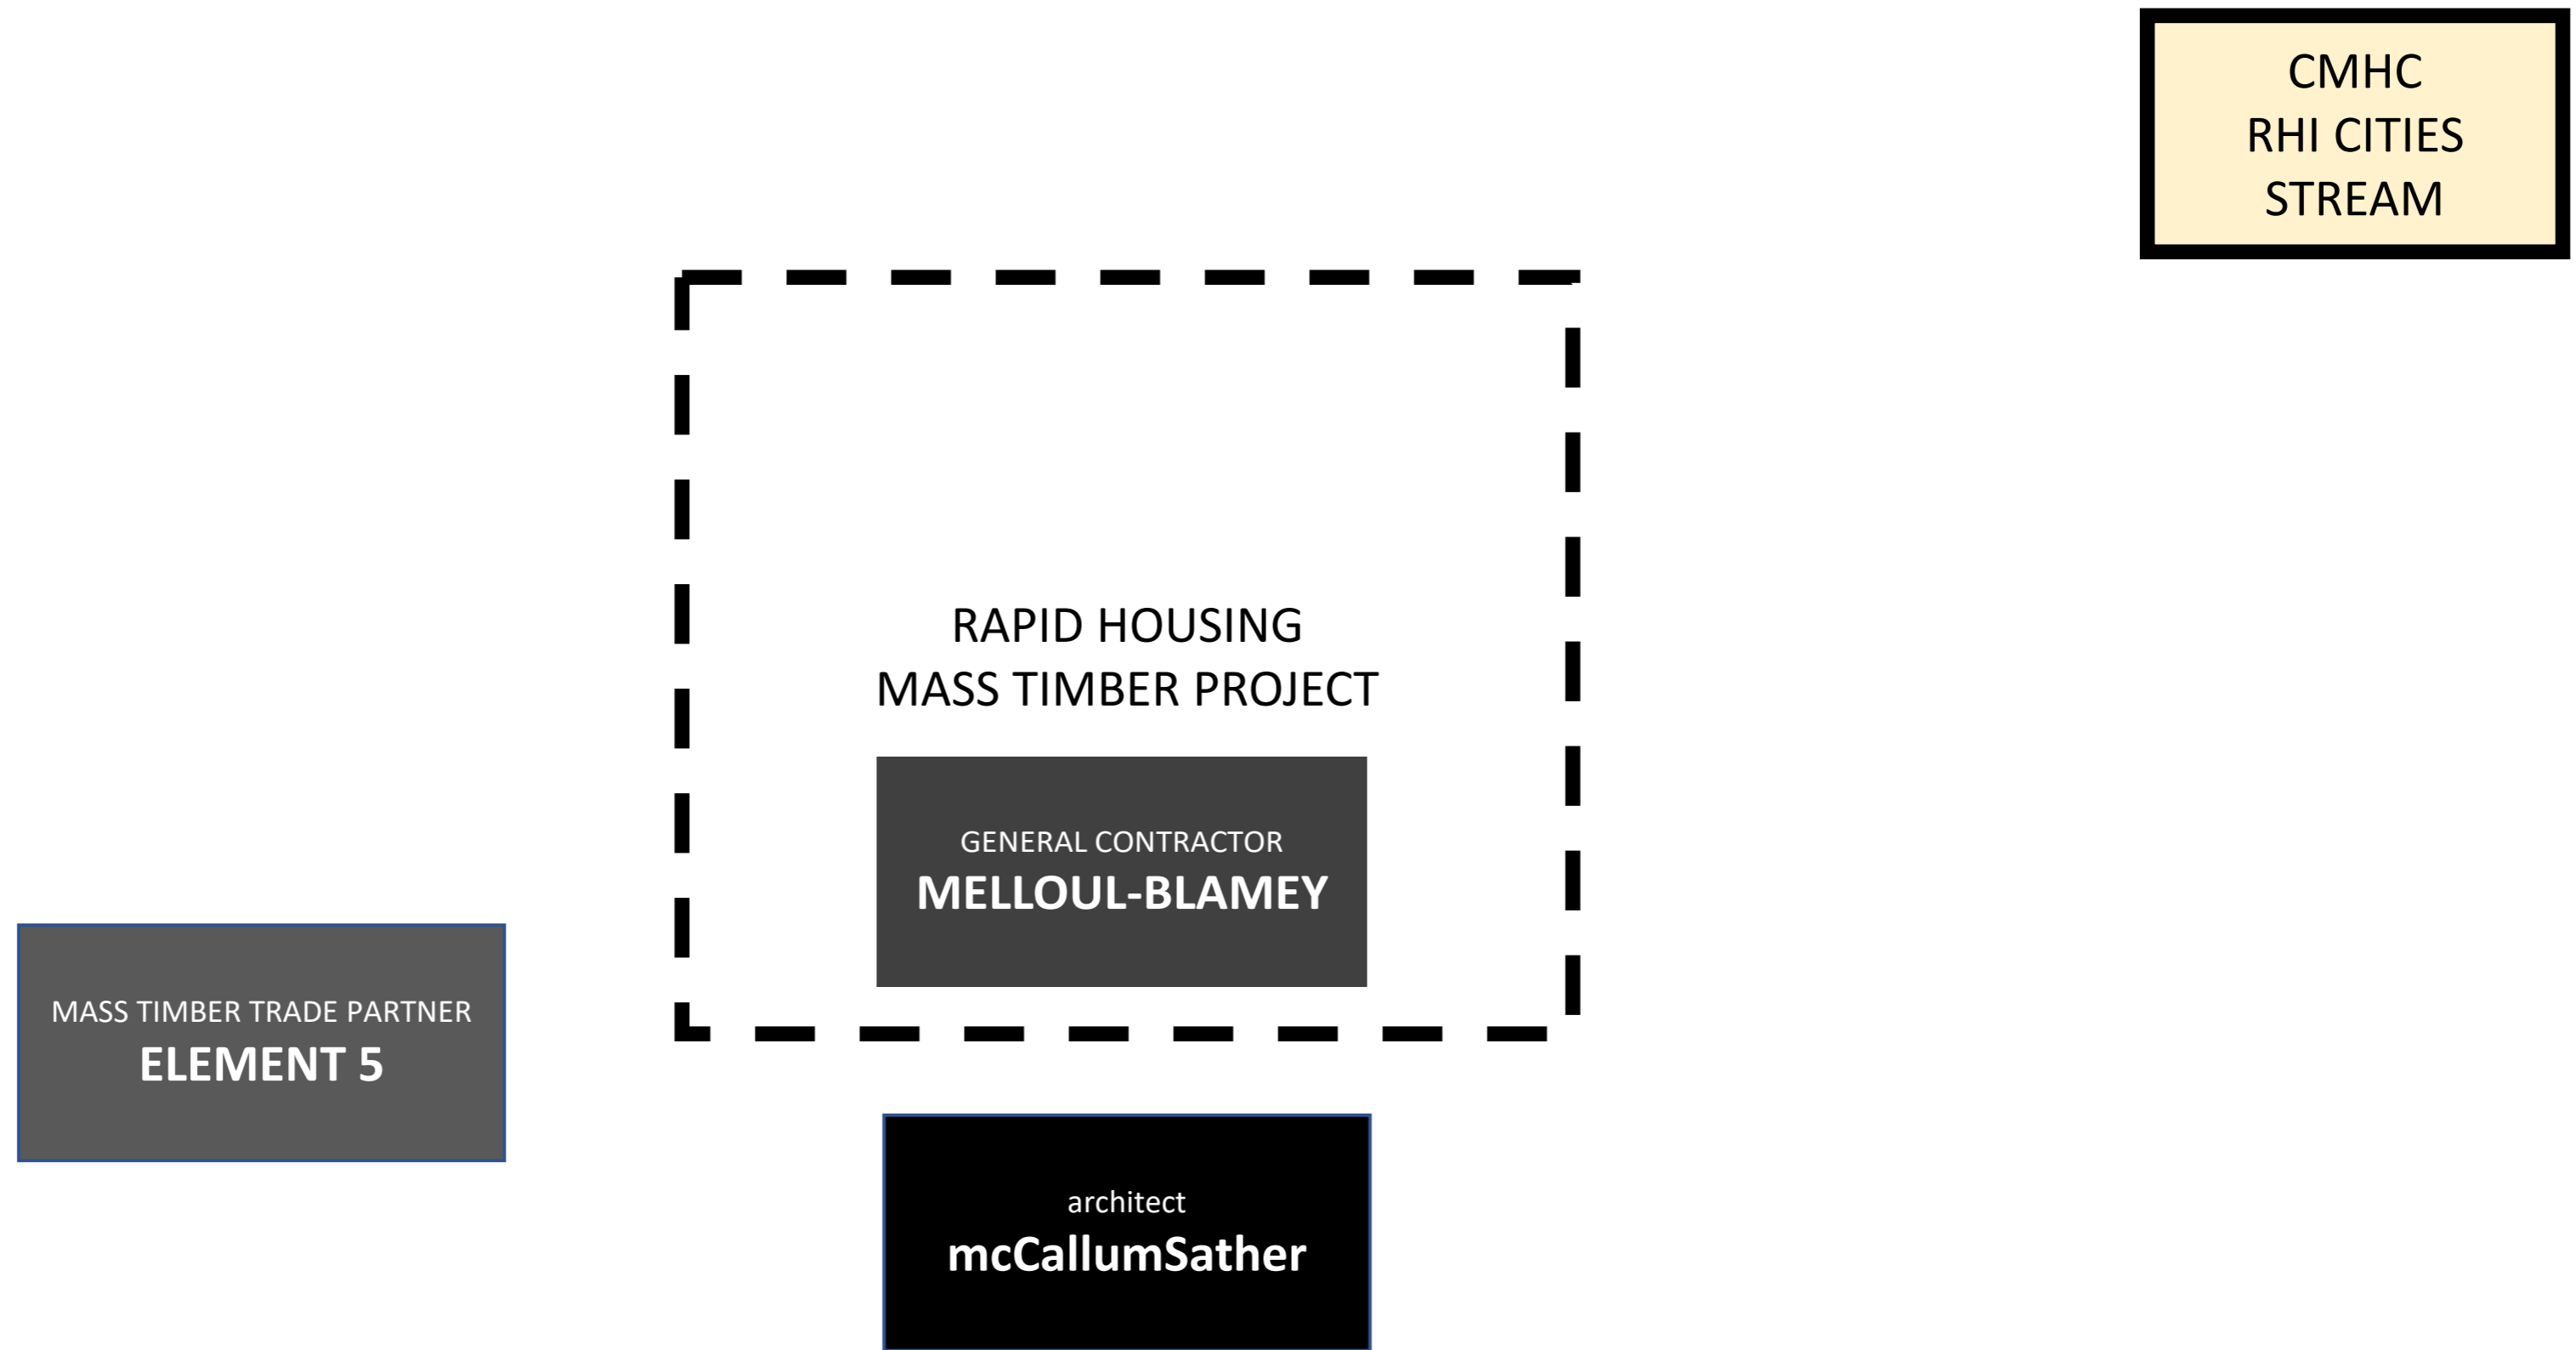 CMHC
RHI CITIES
STREAM
RAPID HOUSING
MASS TIMBER PROJECT
GENERAL CONTRACTOR
MELLOUL-BLAMEY
MASS TIMBER TRADE PARTNER
ELEMENT 5
architect
mcCallumSather